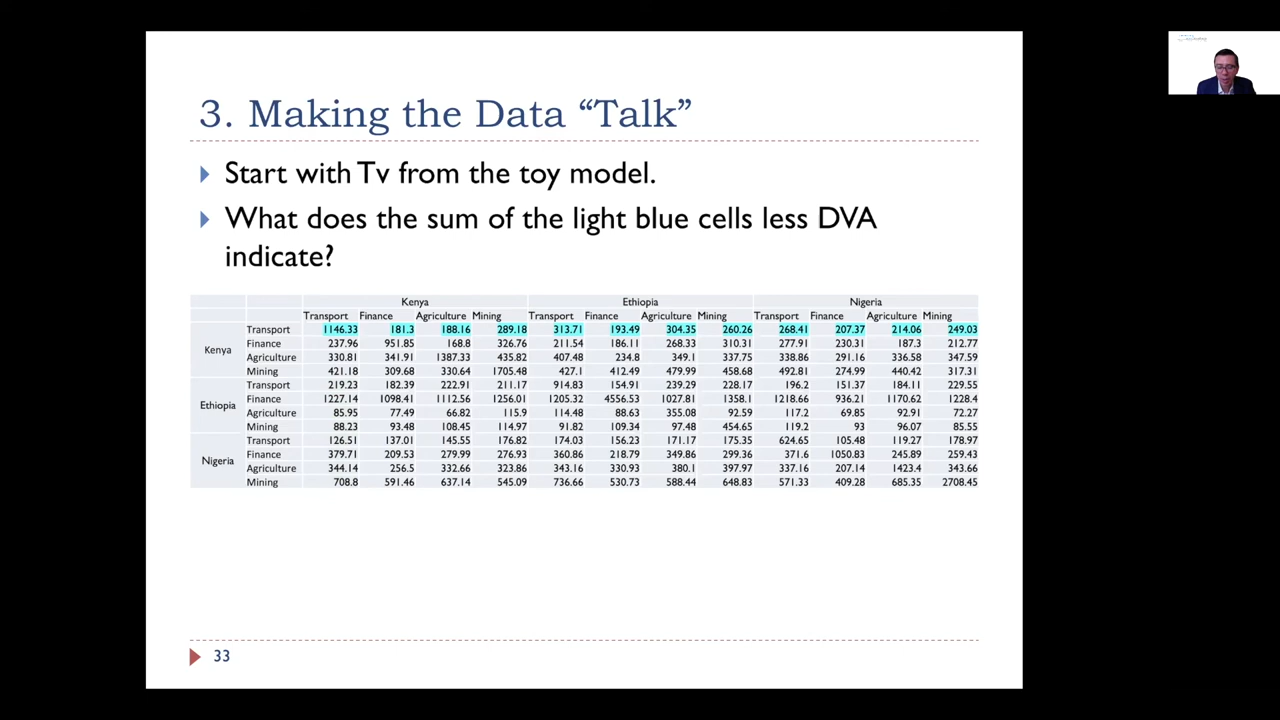 3. Making the Data “Talk”
Start with Tv from the toy model.
What does the sum of the light blue cells less DVA
indicate?
Kenya Ethiopia Nigeria
Transport Finance Agriculture Mining Transport Finance Agriculture Mining Transport Finance Agriculture Mining
Transport 1146.33 181.3 188.16 289.18 313.71 193.49 304.35 260.26 268.41 207.37 214.06 249.03
Kenya Finance 237.96 951.85 168.8 326.76 211.54 186.11 268.33 310.31 277.91 230.31 187.3 212.77
Agriculture 330.81 341.91 1387.33 435.82 407.48 234.8 349.1 337.75 338.86 291.16 336.58 347.59
Mining 421.18 309.68 330.64 1705.48 427.1 412.49 479.99 458.68 492.81 274.99 440.42 317.31
Transport 219.23 182.39 222.91 211.17 914.83 154.91 239.29 228.17 196.2 151.37 184.11 229.55
Ethiopia Finance 1227.14 1098.41 1112.56 1256.01 1205.32 4556.53 1027.81 1358.1 1218.66 936.21 1170.62 1228.4
Agriculture 85.95 77.49 66.82 115.9 114.48 88.63 355.08 92.59 117.2 69.85 92.91 72.27
Mining 88.23 93.48 108.45 114.97 91.82 109.34 97.48 454.65 119.2 93 96.07 85.55
Transport 126.51 137.01 145.55 176.82 174.03 156.23 171.17 175.35 624.65 105.48 119.27 178.97
Nigeria Finance 379.71 209.53 279.99 276.93 360.86 218.79 349.86 299.36 371.6 1050.83 245.89 259.43
Agriculture 344.14 256.5 332.66 323.86 343.16 330.93 380.1 397.97 337.16 207.14 1423.4 343.66
Mining 708.8 591.46 637.14 545.09 736.66 530.73 588.44 648.83 571.33 409.28 685.35 2708.45
33